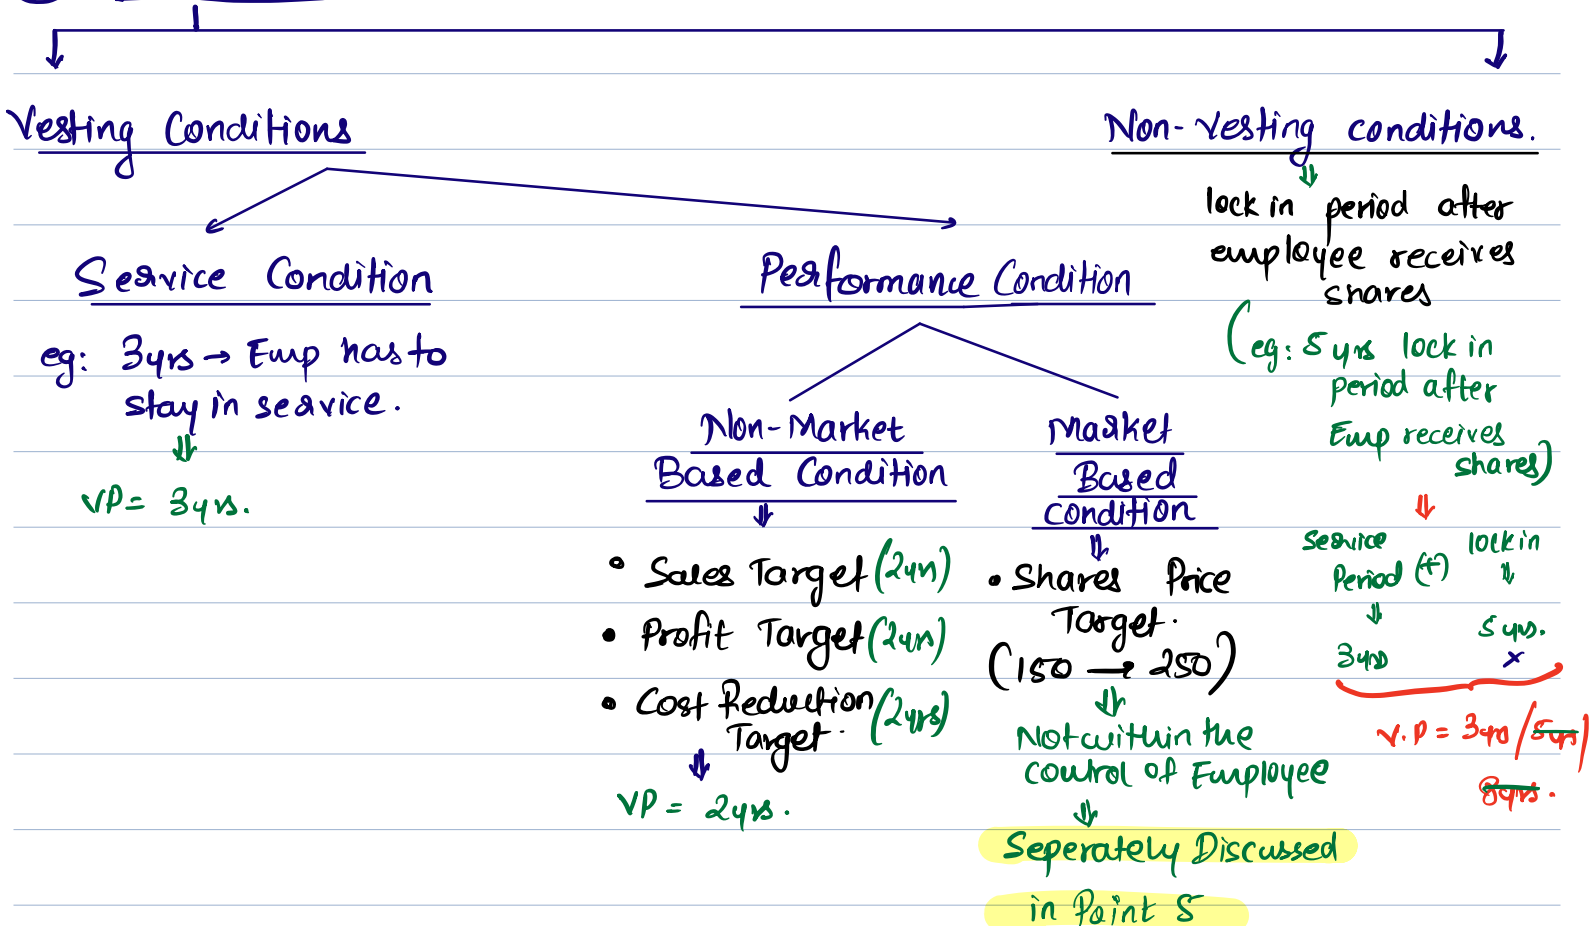 Vesting Conditions
Service Condition
eg: 3yrs → Emp has to
stay in service.
⇓
VP = 3yrs.
Performance Condition
Non-Market
Based Condition
⇓
• Sales Target (2yrs)
• Profit Target (2yrs)
• Cost Reduction (2yrs)
Target.
↓
VP = 2yrs.
Market
Based
Condition
⇓
• Shares Price
Target.
(150 → 250)
⇓
Not within the
control of Employee
⇓
Seperately Discussed
in Point 5
Non-Vesting conditions.
⇓
lock in period after
employee receives
shares
(eg: 5 yrs lock in
period after
Emp receives
shares)
⇓
Service Period (+) lock in
⇓ ⇓
3yrs 5 yrs.
x
V.P = 3yrs / 5yrs /
8yrs.